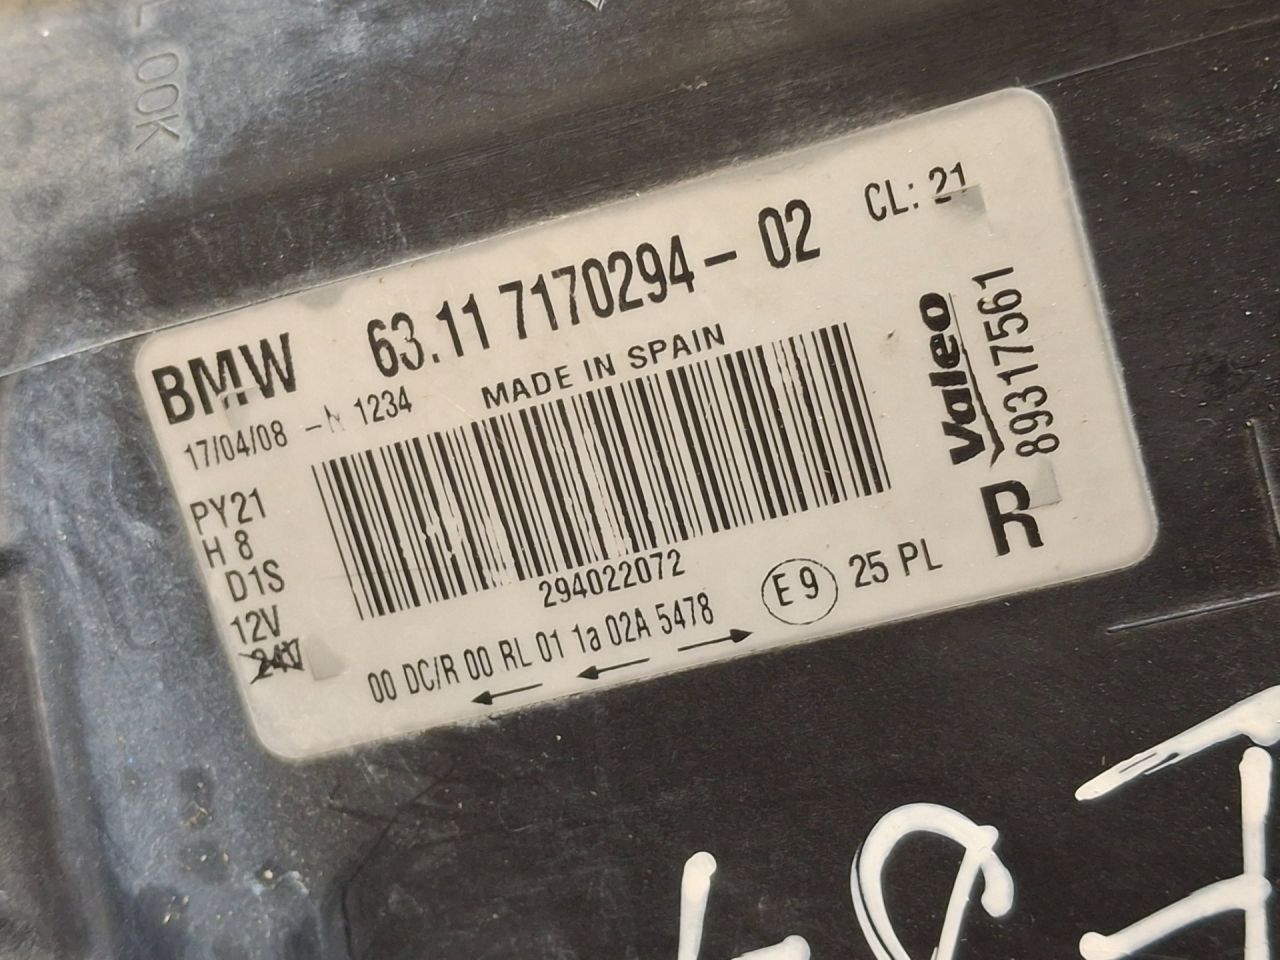 00K
CL: 21
BMW 63.11 7170294 - 02
17/04/08 - N 1234 MADE IN SPAIN
Valeo
89317561
R
PY21
H 8
D1S
12V
24V
294022072
00 DC/R 00 RL 01 1a 02A 5478
E 9 25 PL